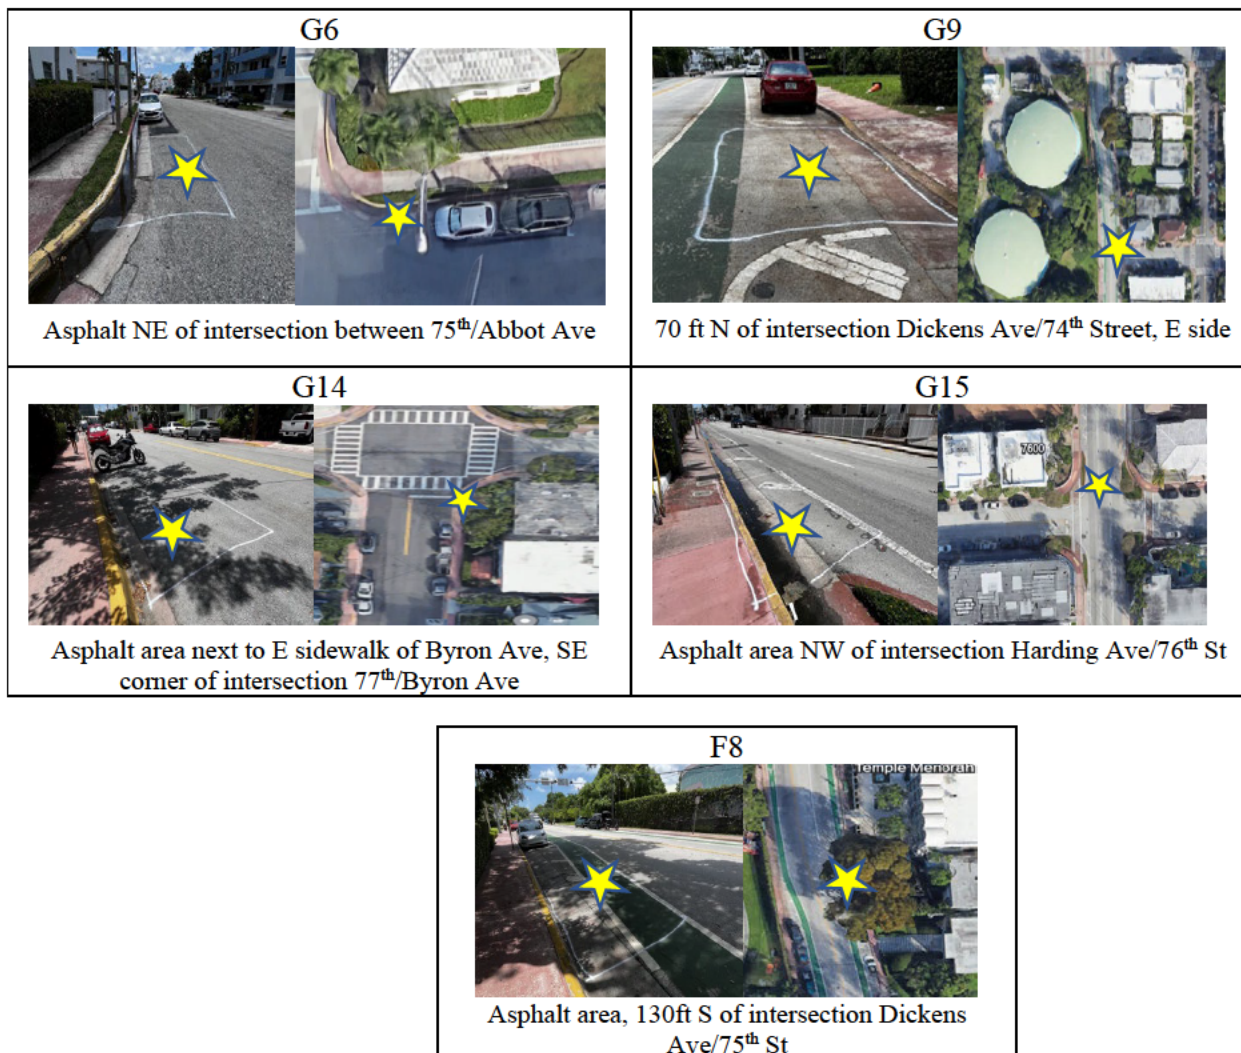 G6
Asphalt NE of intersection between 75th/Abbot Ave
G9
70 ft N of intersection Dickens Ave/74th Street, E side
G14
Asphalt area next to E sidewalk of Byron Ave, SE
corner of intersection 77th/Byron Ave
G15
7600
Asphalt area NW of intersection Harding Ave/76th St
F8
Temple Menorah
Asphalt area, 130ft S of intersection Dickens
Ave/75th St